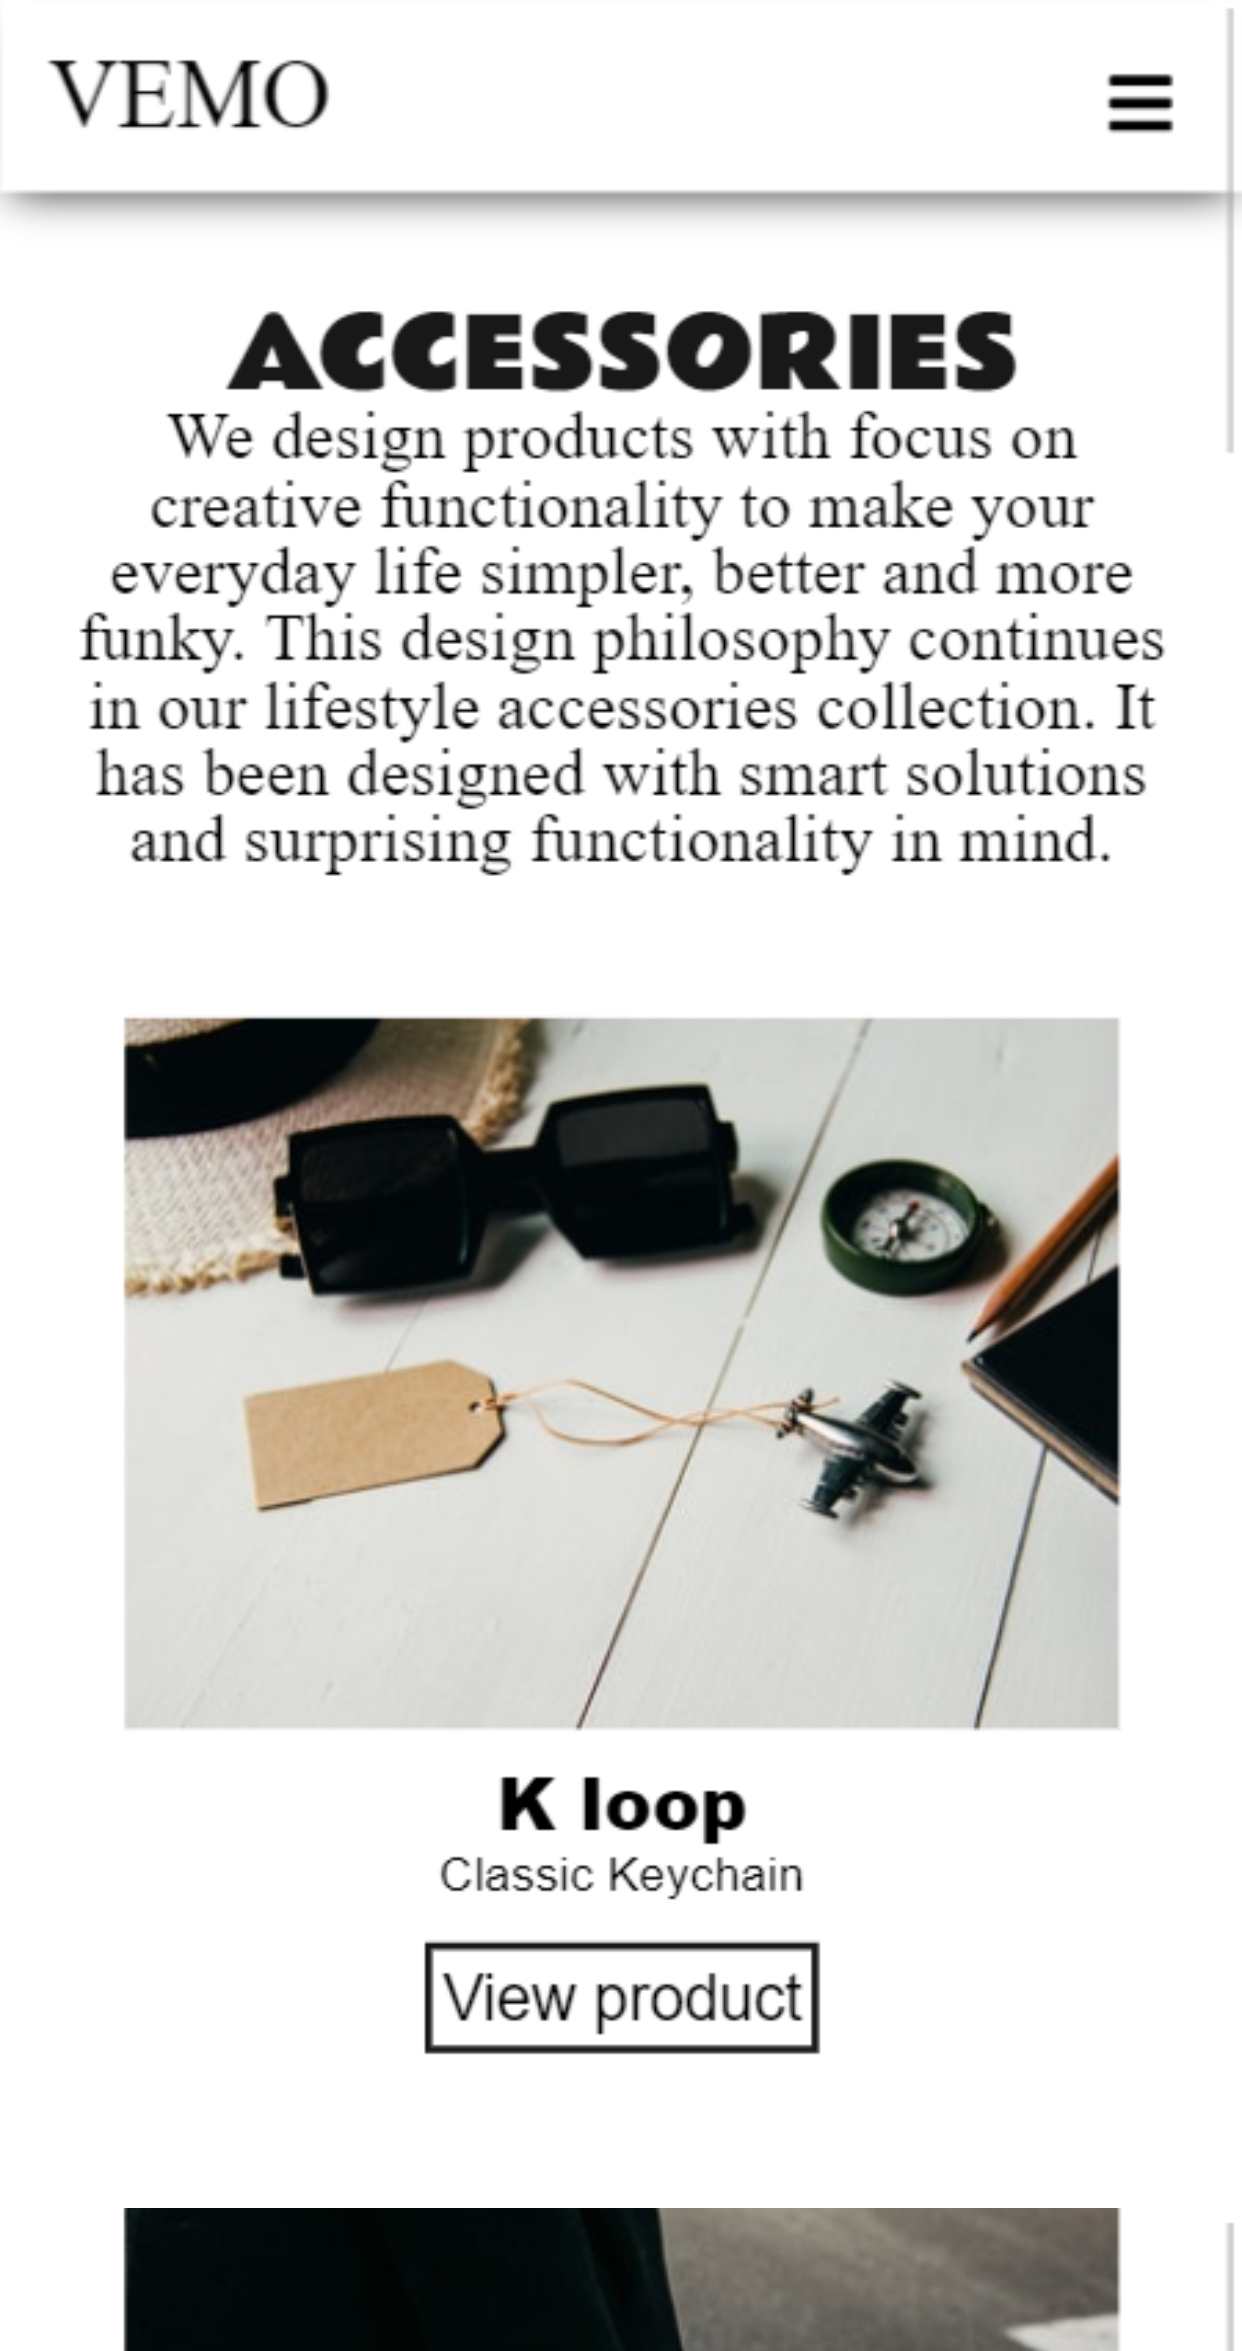 VEMO
ACCESSORIES
We design products with focus on
creative functionality to make your
everyday life simpler, better and more
funky. This design philosophy continues
in our lifestyle accessories collection. It
has been designed with smart solutions
and surprising functionality in mind.
K loop
Classic Keychain
View product